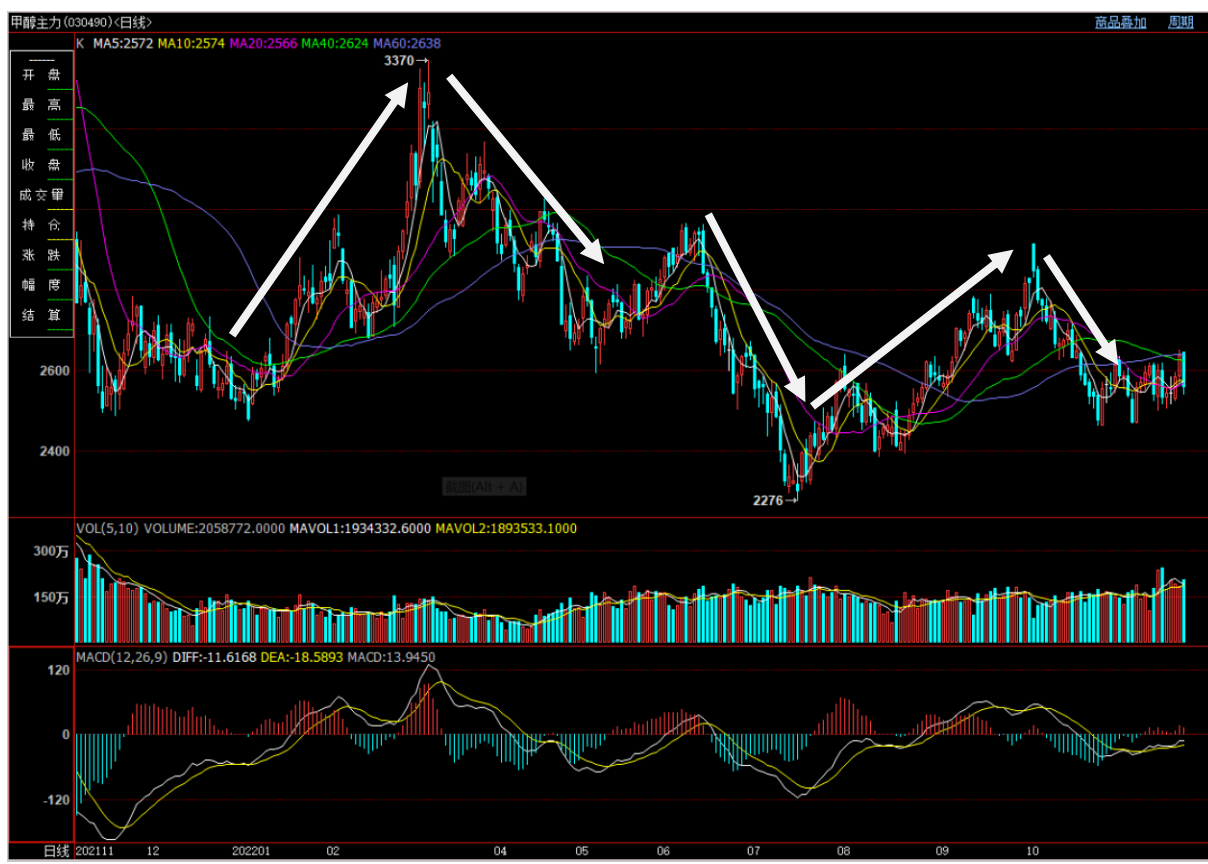 甲醇主力(030490)<日线>
商品叠加 周期
K MA5:2572 MA10:2574 MA20:2566 MA40:2624 MA60:2638
开 盘
最 高
最 低
收 盘
成交量
持 仓
涨 跌
幅 度
结 算
3370→
2600
2400
截图(Alt + A)
2276→
VOL(5,10) VOLUME:2058772.0000 MAVOL1:1934332.6000 MAVOL2:1893533.1000
300万
150万
MACD(12,26,9) DIFF:-11.6168 DEA:-18.5893 MACD:13.9450
120
0
-120
日线 202111 12 202201 02 04 05 06 07 08 09 10